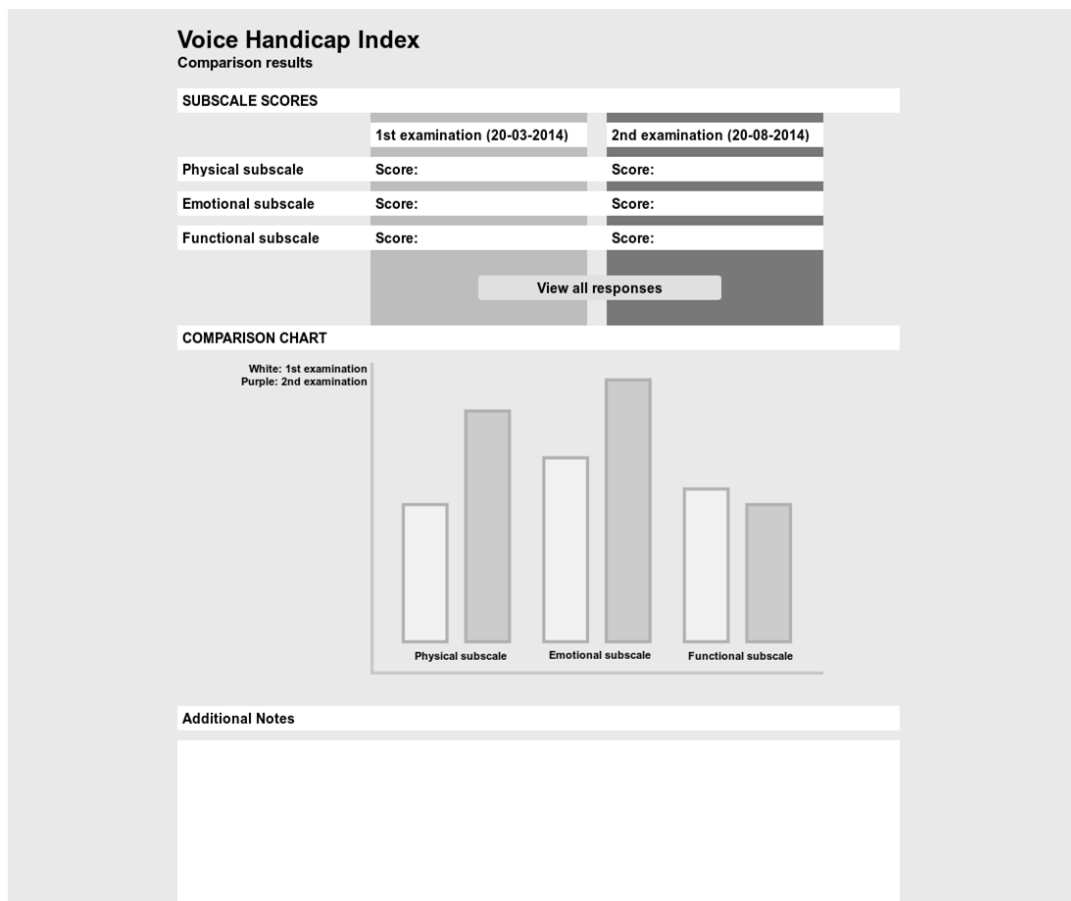 Voice Handicap Index
Comparison results
SUBSCALE SCORES
1st examination (20-03-2014) 2nd examination (20-08-2014)
Physical subscale Score: Score:
Emotional subscale Score: Score:
Functional subscale Score: Score:
View all responses
COMPARISON CHART
White: 1st examination
Purple: 2nd examination
Physical subscale Emotional subscale Functional subscale
Additional Notes